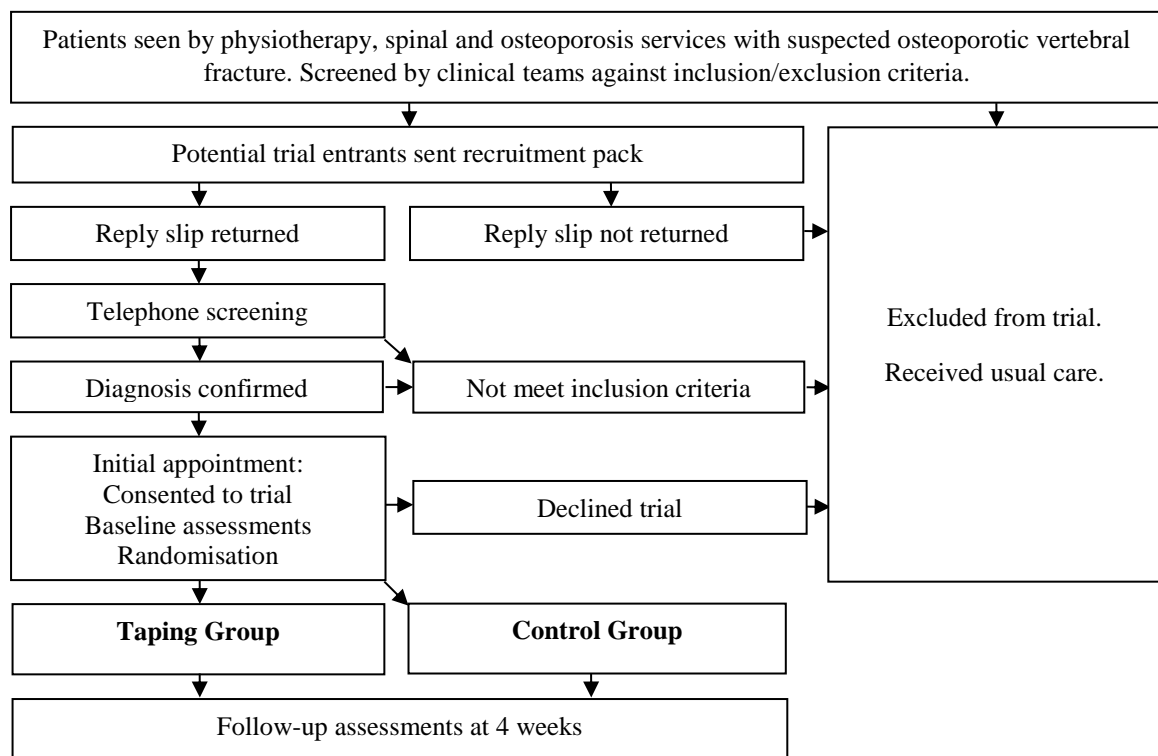 Patients seen by physiotherapy, spinal and osteoporosis services with suspected osteoporotic vertebral
fracture. Screened by clinical teams against inclusion/exclusion criteria.
Potential trial entrants sent recruitment pack
Reply slip returned
Reply slip not returned
Telephone screening
Excluded from trial.
Received usual care.
Diagnosis confirmed
Not meet inclusion criteria
Initial appointment:
Consented to trial
Baseline assessments
Randomisation
Declined trial
Taping Group
Control Group
Follow-up assessments at 4 weeks